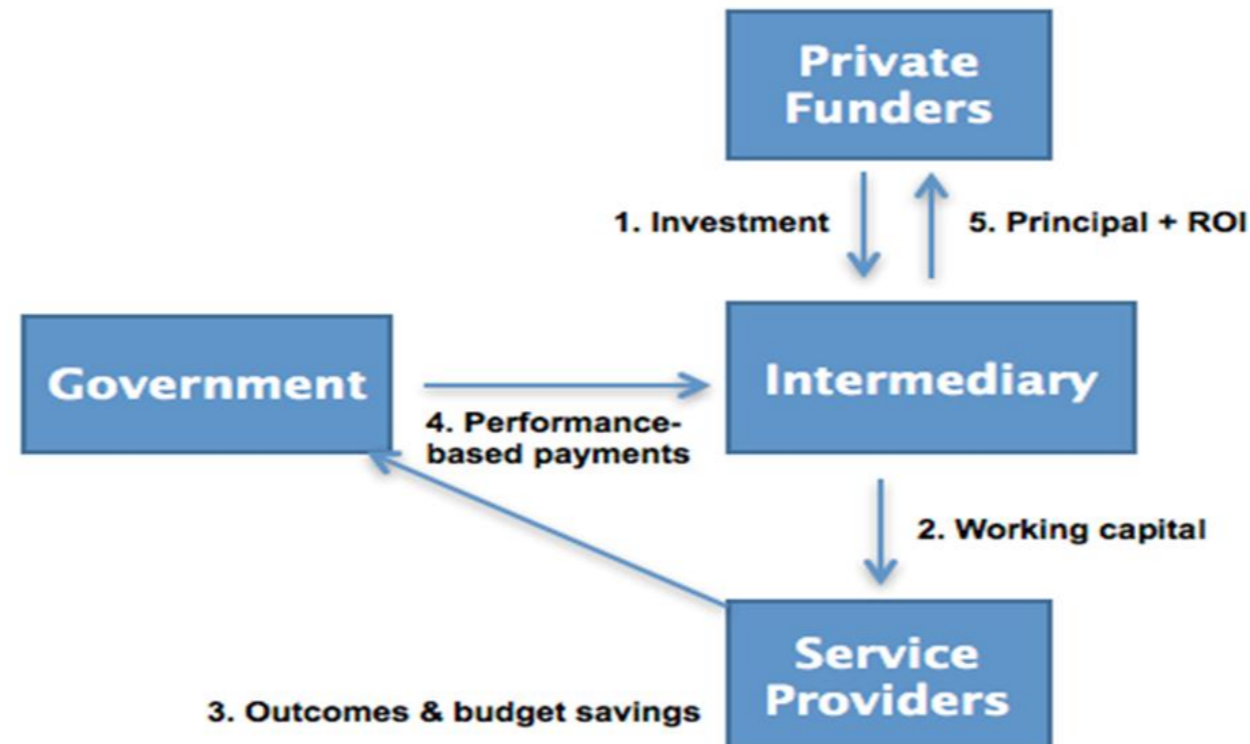 Private
Funders
1. Investment
5. Principal + ROI
Government
4. Performance-
based payments
Intermediary
2. Working capital
3. Outcomes & budget savings
Service
Providers